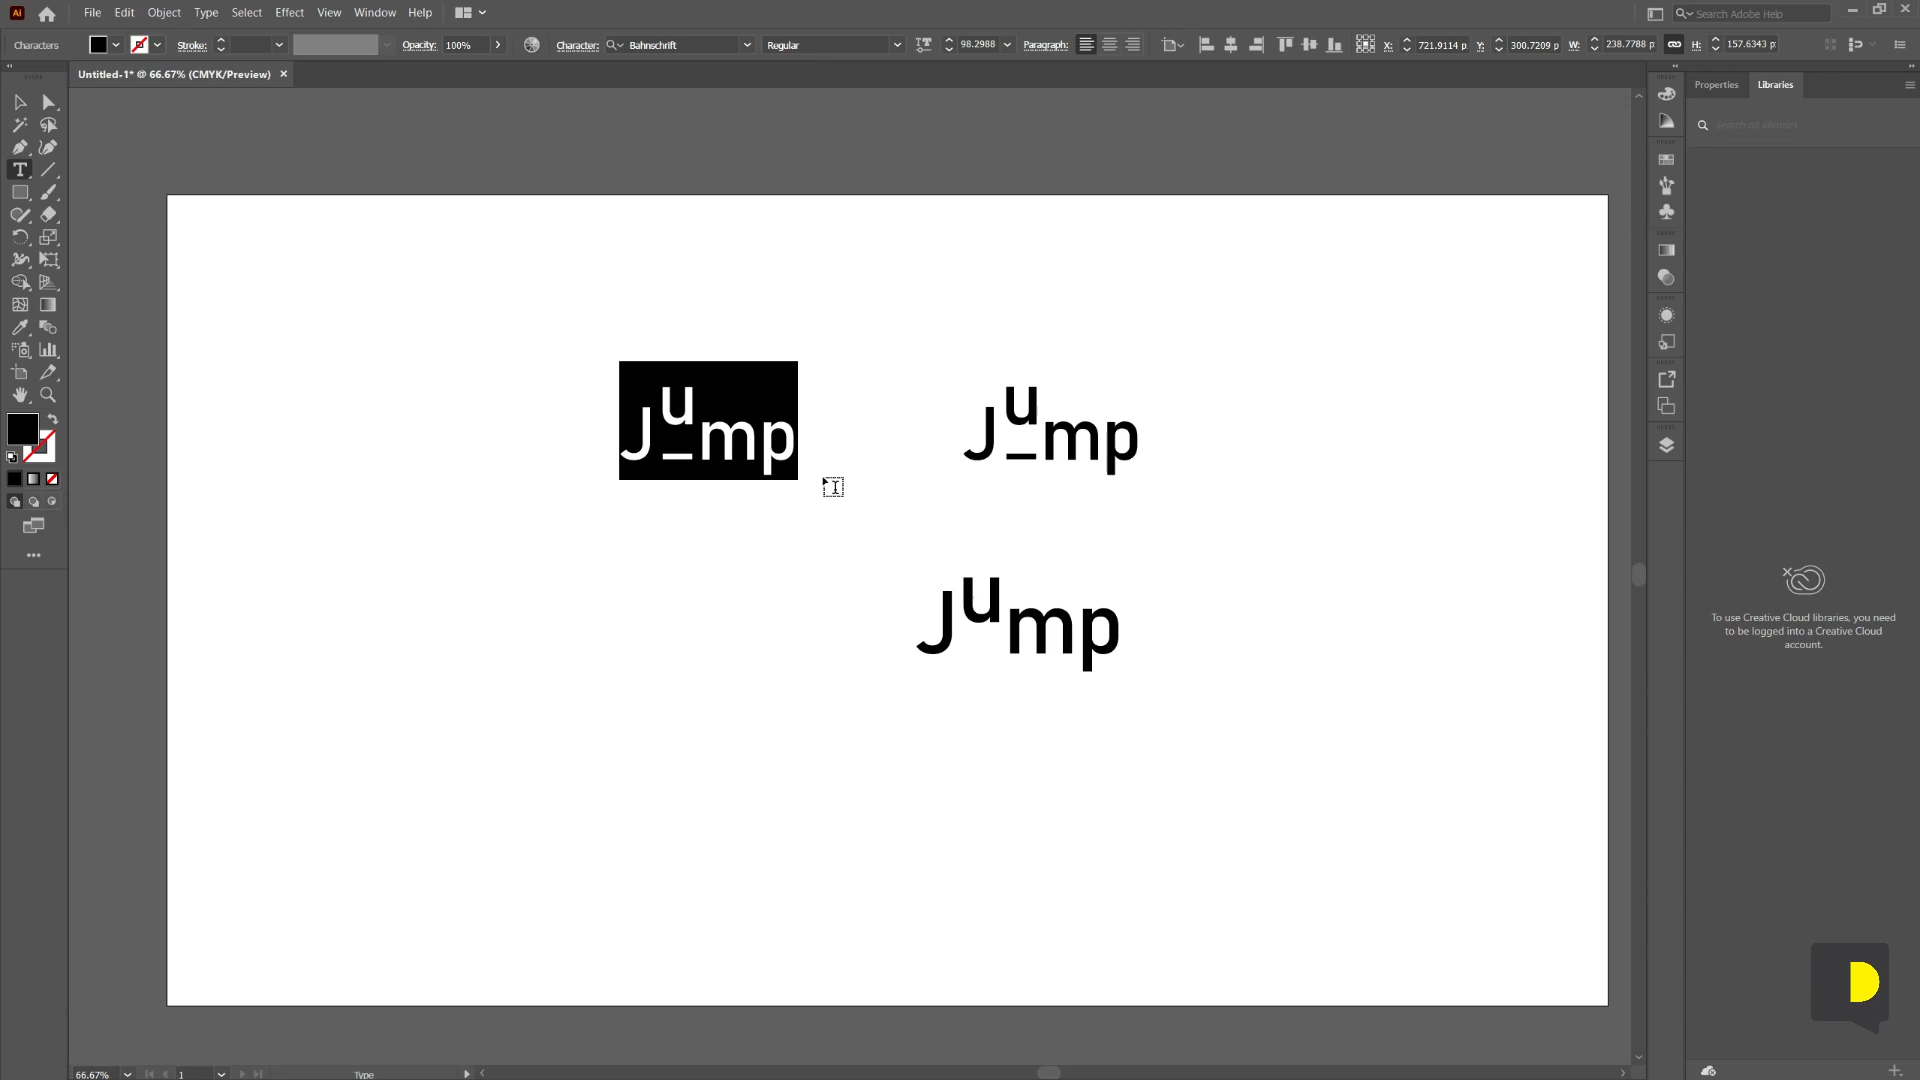 Ai File Edit Object Type Select Effect View Window Help Search Adobe Help
Characters Stroke: Opacity: 100% Character: Bahnschrift Regular 98.2988 Paragraph: X: 721.9114 p Y: 300.7209 p W: 238.7788 p H: 157.6343 p
Untitled-1* @ 66.67% (CMYK/Preview) ×
Properties Libraries
Search all libraries
Jump
Jump
Jump
To use Creative Cloud libraries, you need
to be logged into a Creative Cloud
account.
D
66.67% 1 Type